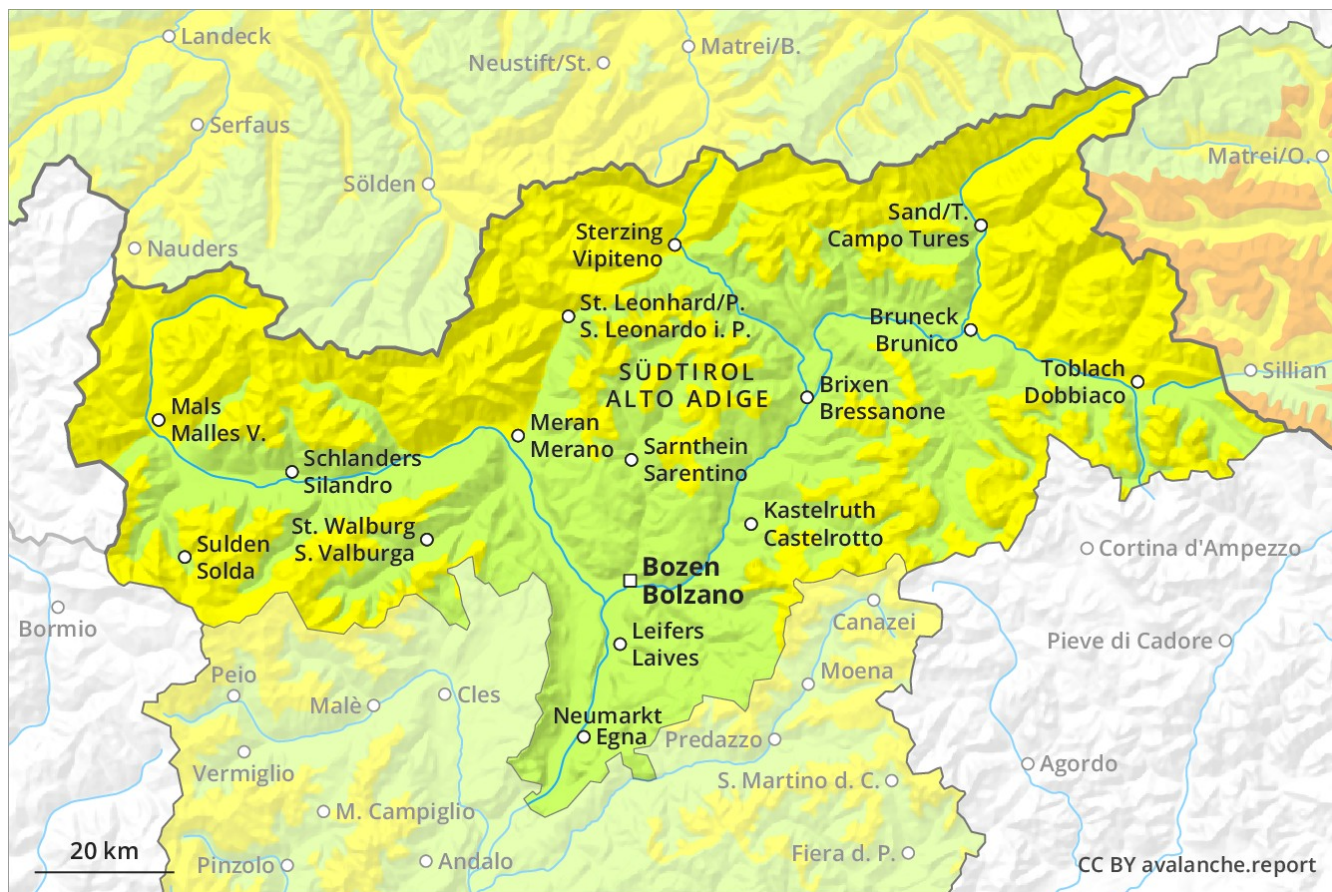 Landeck
Matrei/B.
Neustift/St.
Serfaus
Matrei/O.
Sölden
Sand/T.
Campo Tures
Sterzing
Vipiteno
Nauders
St. Leonhard/P.
S. Leonardo i. P.
Bruneck
Brunico
SÜDTIROL
ALTO ADIGE
Toblach
Dobbiaco
Sillian
Brixen
Bressanone
Mals
Malles V.
Meran
Merano
Sarnthein
Sarentino
Schlanders
Silandro
Kastelruth
Castelrotto
St. Walburg
S. Valburga
Sulden
Solda
Cortina d'Ampezzo
Bozen
Bolzano
Bormio
Canazei
Leifers
Laives
Pieve di Cadore
Peio
Moena
Malè
Cles
Neumarkt
Egna
Predazzo
Vermiglio
Agordo
S. Martino d. C.
M. Campiglio
20 km
Pinzolo
Andalo
Fiera d. P.
CC BY avalanche.report